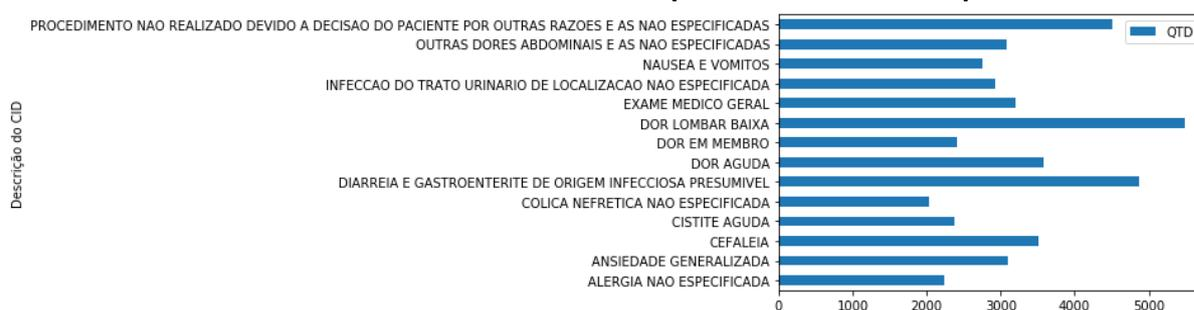 PROCEDIMENTO NAO REALIZADO DEVIDO A DECISAO DO PACIENTE POR OUTRAS RAZOES E AS NAO ESPECIFICADAS
QTD
OUTRAS DORES ABDOMINAIS E AS NAO ESPECIFICADAS
NAUSEA E VOMITOS
INFECCAO DO TRATO URINARIO DE LOCALIZACAO NAO ESPECIFICADA
EXAME MEDICO GERAL
DOR LOMBAR BAIXA
DOR EM MEMBRO
DOR AGUDA
DIARREIA E GASTROENTERITE DE ORIGEM INFECCIOSA PRESUMIVEL
COLICA NEFRETICA NAO ESPECIFICADA
CISTITE AGUDA
CEFALEIA
ANSIEDADE GENERALIZADA
ALERGIA NAO ESPECIFICADA
Descrição do CID
0 1000 2000 3000 4000 5000